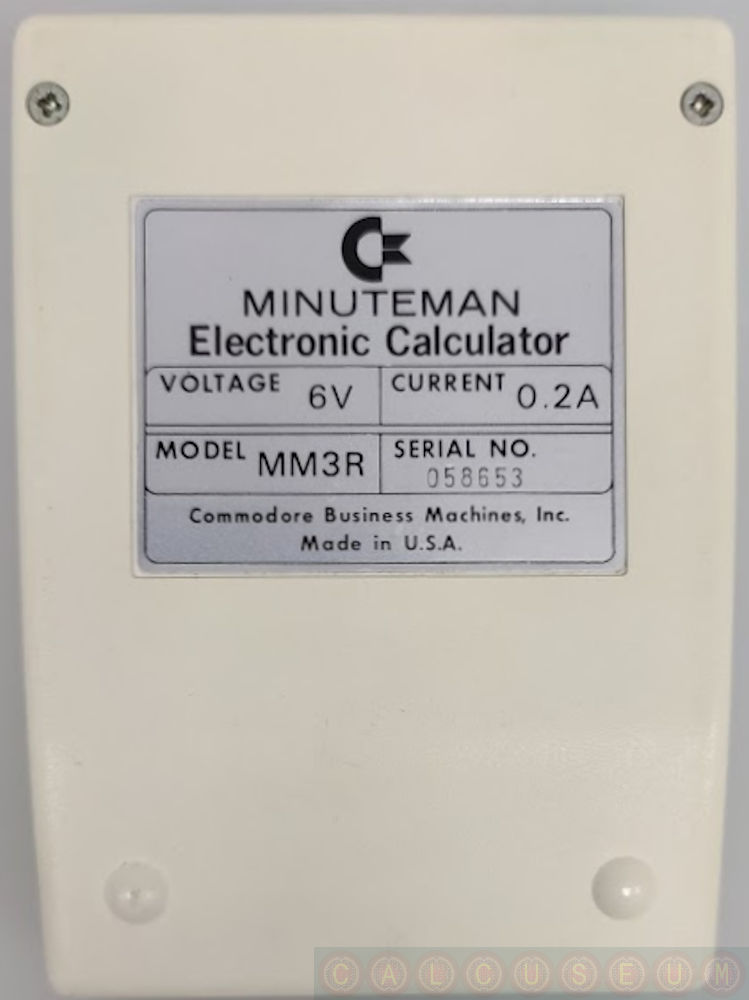 MINUTEMAN
Electronic Calculator
VOLTAGE 6V CURRENT 0.2A
MODEL MM3R SERIAL NO. 058653
Commodore Business Machines, Inc.
Made in U.S.A.
CALCUSEUM